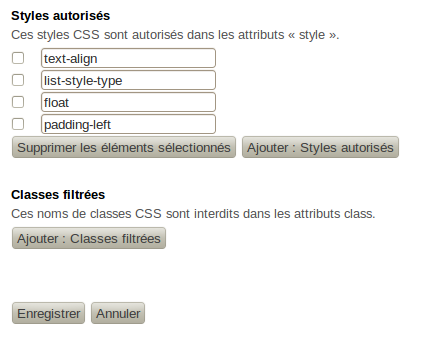 Styles autorisés
Ces styles CSS sont autorisés dans les attributs « style ».
text-align
list-style-type
float
padding-left
Supprimer les éléments sélectionnés Ajouter : Styles autorisés
Classes filtrées
Ces noms de classes CSS sont interdits dans les attributs class.
Ajouter : Classes filtrées
Enregistrer Annuler